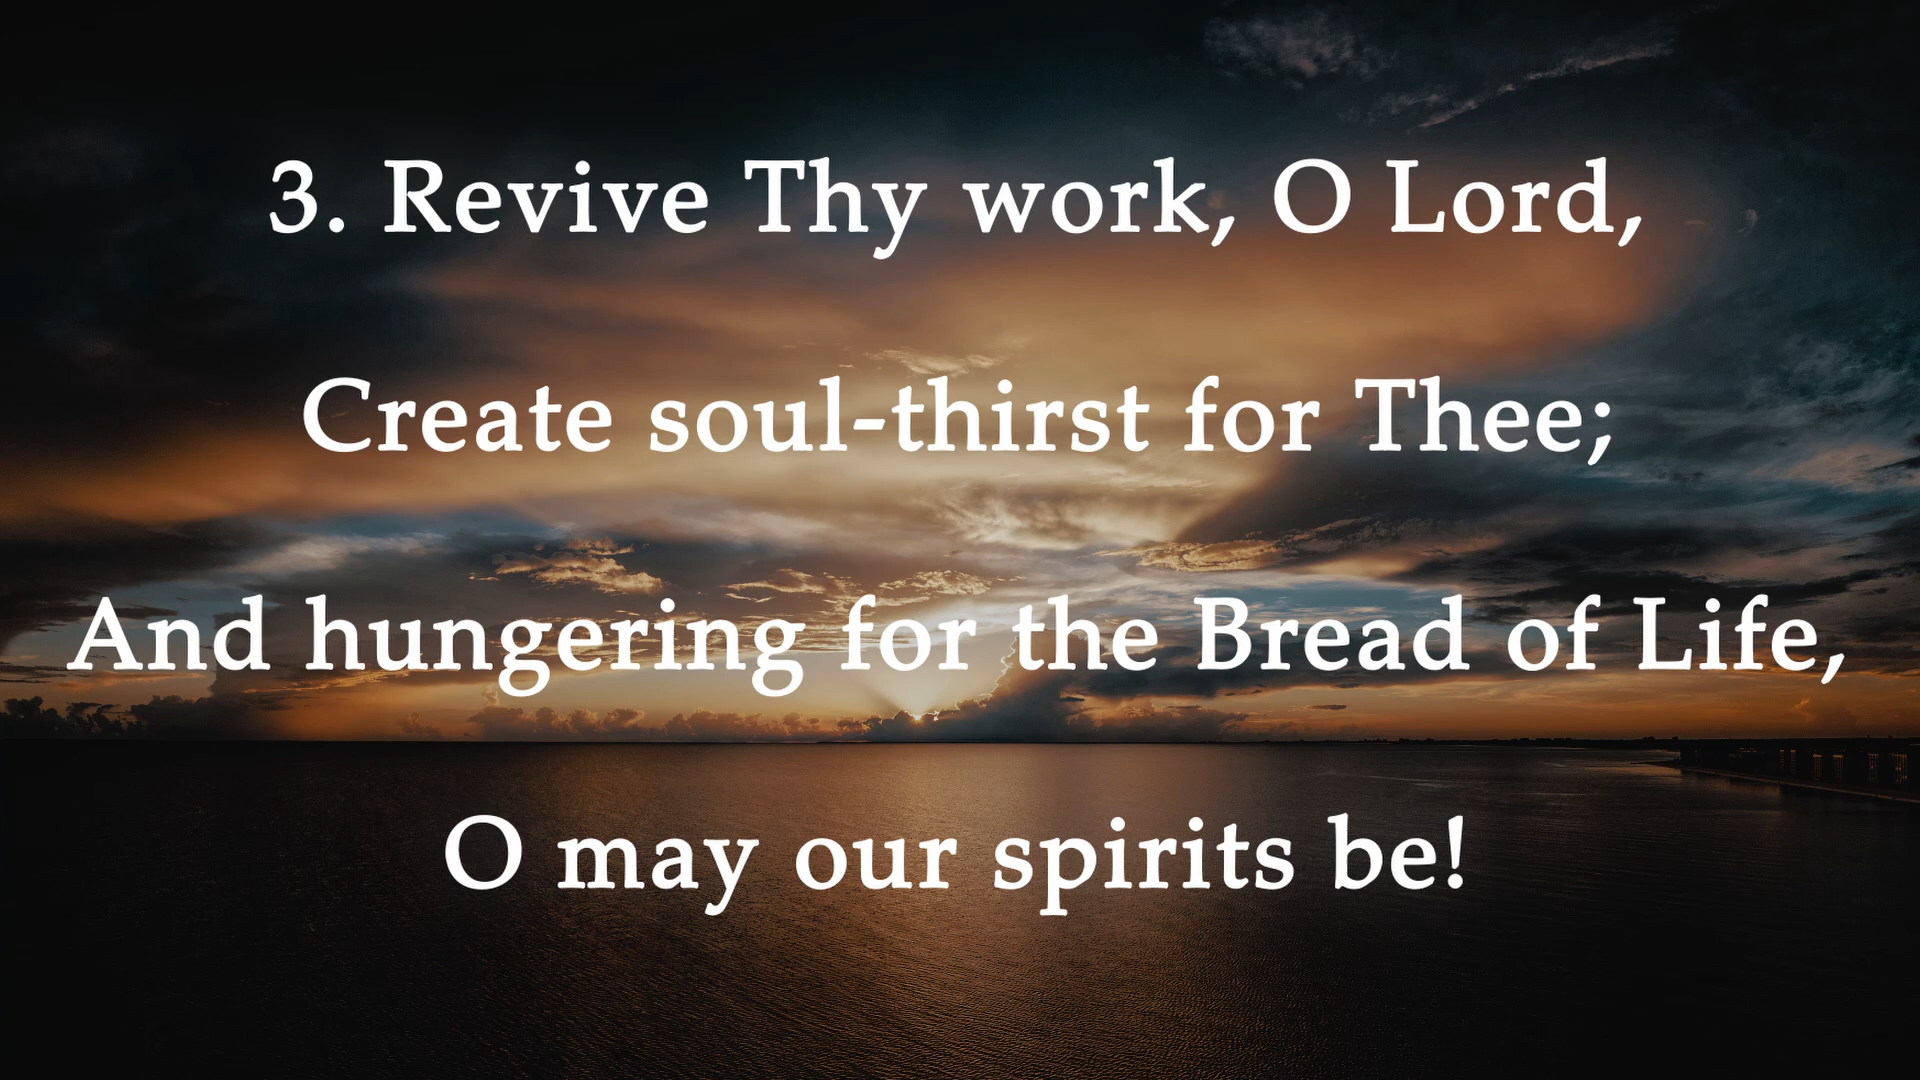 3. Revive Thy work, O Lord,
Create soul-thirst for Thee;
And hungering for the Bread of Life,
O may our spirits be!